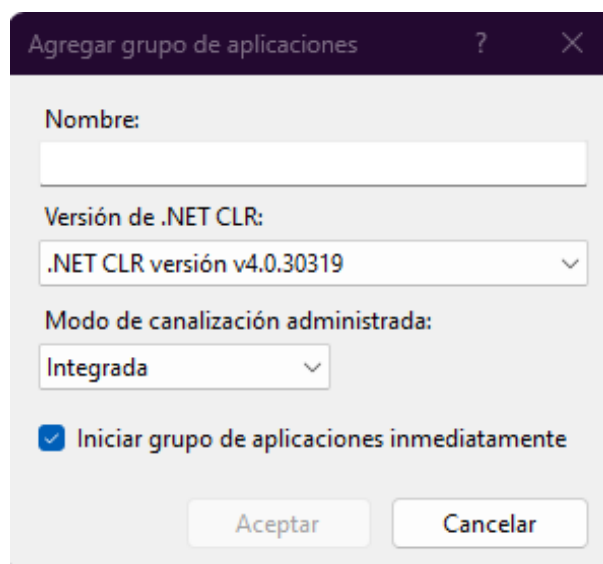 Agregar grupo de aplicaciones ?
Nombre:
Versión de .NET CLR:
.NET CLR versión v4.0.30319
Modo de canalización administrada:
Integrada
Iniciar grupo de aplicaciones inmediatamente
Aceptar Cancelar